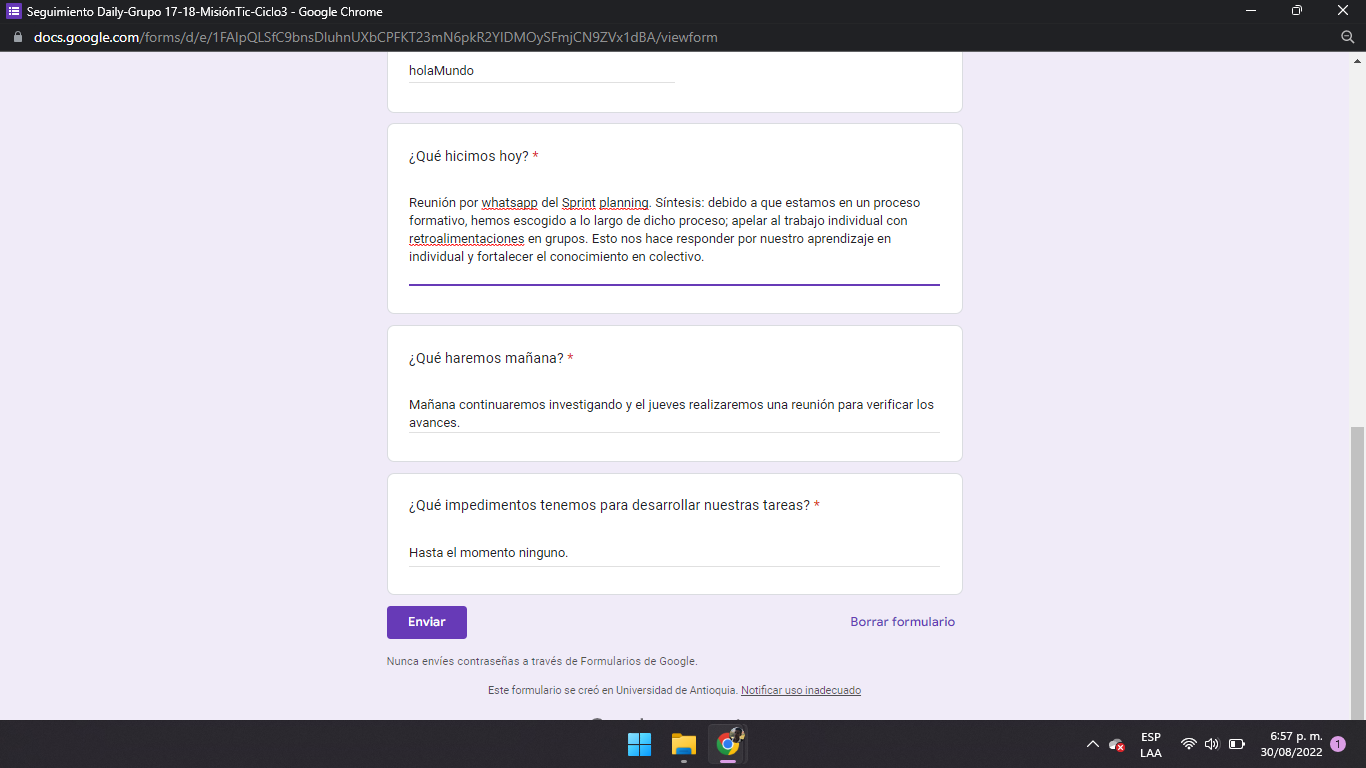 Seguimiento Daily-Grupo 17-18-MisiónTic-Ciclo3 - Google Chrome
docs.google.com/forms/d/e/1FAIpQLSfC9bnsDIuhnUXbCPFKT23mN6pkR2YIDMOySFmjCN9ZVx1dBA/viewform
holaMundo
¿Qué hicimos hoy? *
Reunión por whatsapp del Sprint planning. Síntesis: debido a que estamos en un proceso
formativo, hemos escogido a lo largo de dicho proceso; apelar al trabajo individual con
retroalimentaciones en grupos. Esto nos hace responder por nuestro aprendizaje en
individual y fortalecer el conocimiento en colectivo.
¿Qué haremos mañana? *
Mañana continuaremos investigando y el jueves realizaremos una reunión para verificar los
avances.
¿Qué impedimentos tenemos para desarrollar nuestras tareas? *
Hasta el momento ninguno.
Enviar
Borrar formulario
Nunca envíes contraseñas a través de Formularios de Google.
Este formulario se creó en Universidad de Antioquia. Notificar uso inadecuado
ESP
LAA
6:57 p. m.
30/08/2022
1